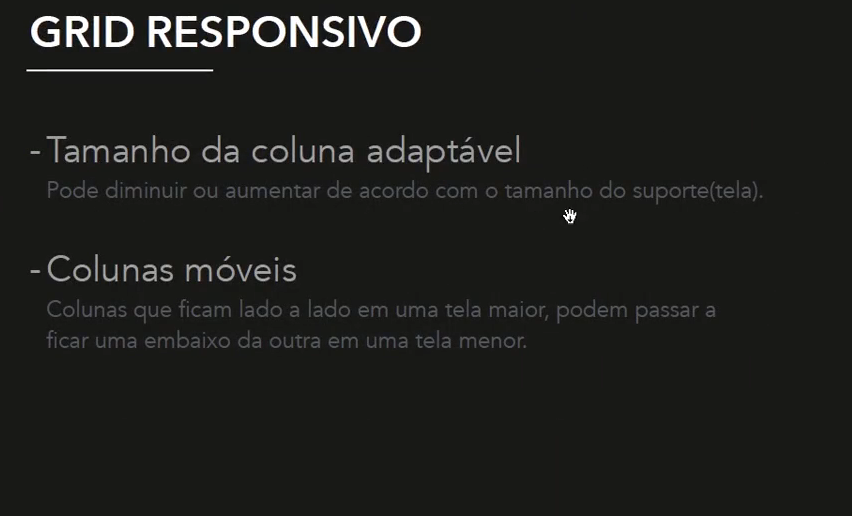 GRID RESPONSIVO
- Tamanho da coluna adaptável
Pode diminuir ou aumentar de acordo com o tamanho do suporte(tela).
- Colunas móveis
Colunas que ficam lado a lado em uma tela maior, podem passar a
ficar uma embaixo da outra em uma tela menor.